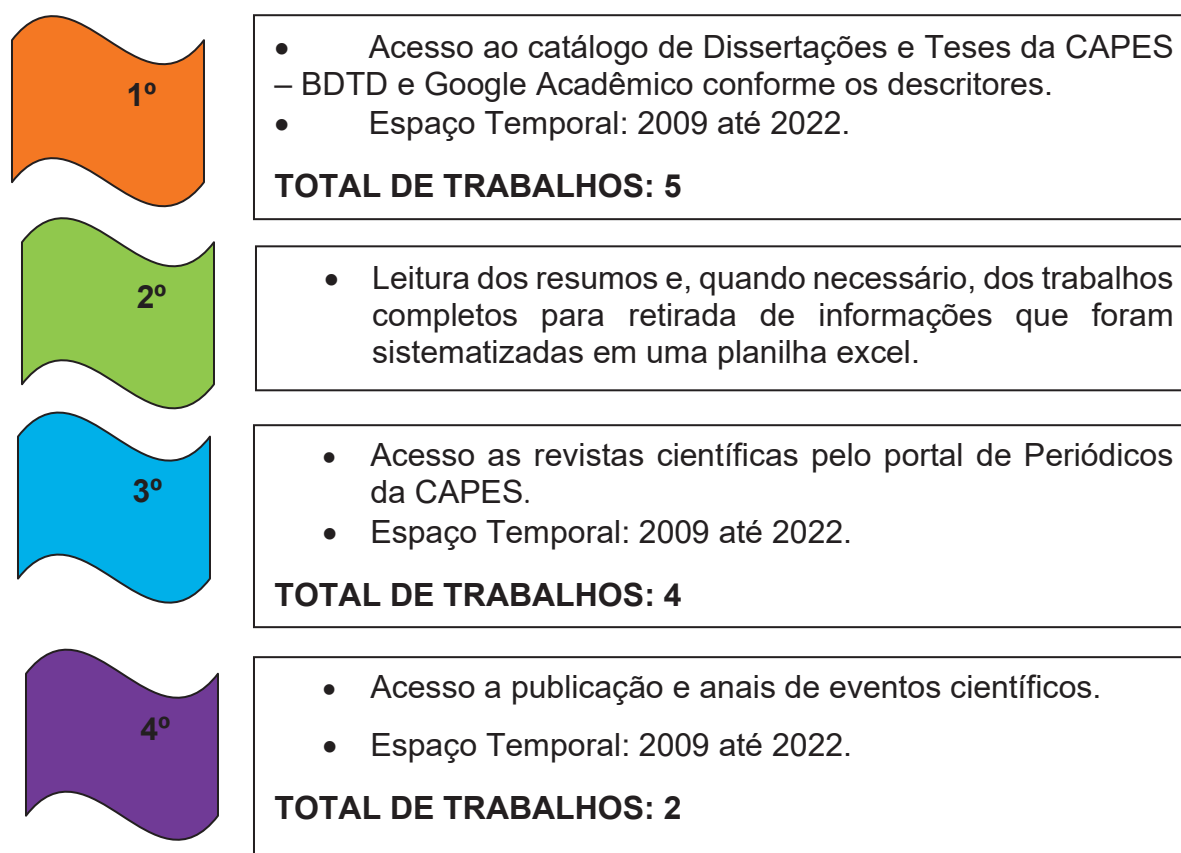 1º
• Acesso ao catálogo de Dissertações e Teses da CAPES
– BDTD e Google Acadêmico conforme os descritores.
• Espaço Temporal: 2009 até 2022.
TOTAL DE TRABALHOS: 5
2º
• Leitura dos resumos e, quando necessário, dos trabalhos
completos para retirada de informações que foram
sistematizadas em uma planilha excel.
3º
• Acesso as revistas científicas pelo portal de Periódicos
da CAPES.
• Espaço Temporal: 2009 até 2022.
TOTAL DE TRABALHOS: 4
4º
• Acesso a publicação e anais de eventos científicos.
• Espaço Temporal: 2009 até 2022.
TOTAL DE TRABALHOS: 2